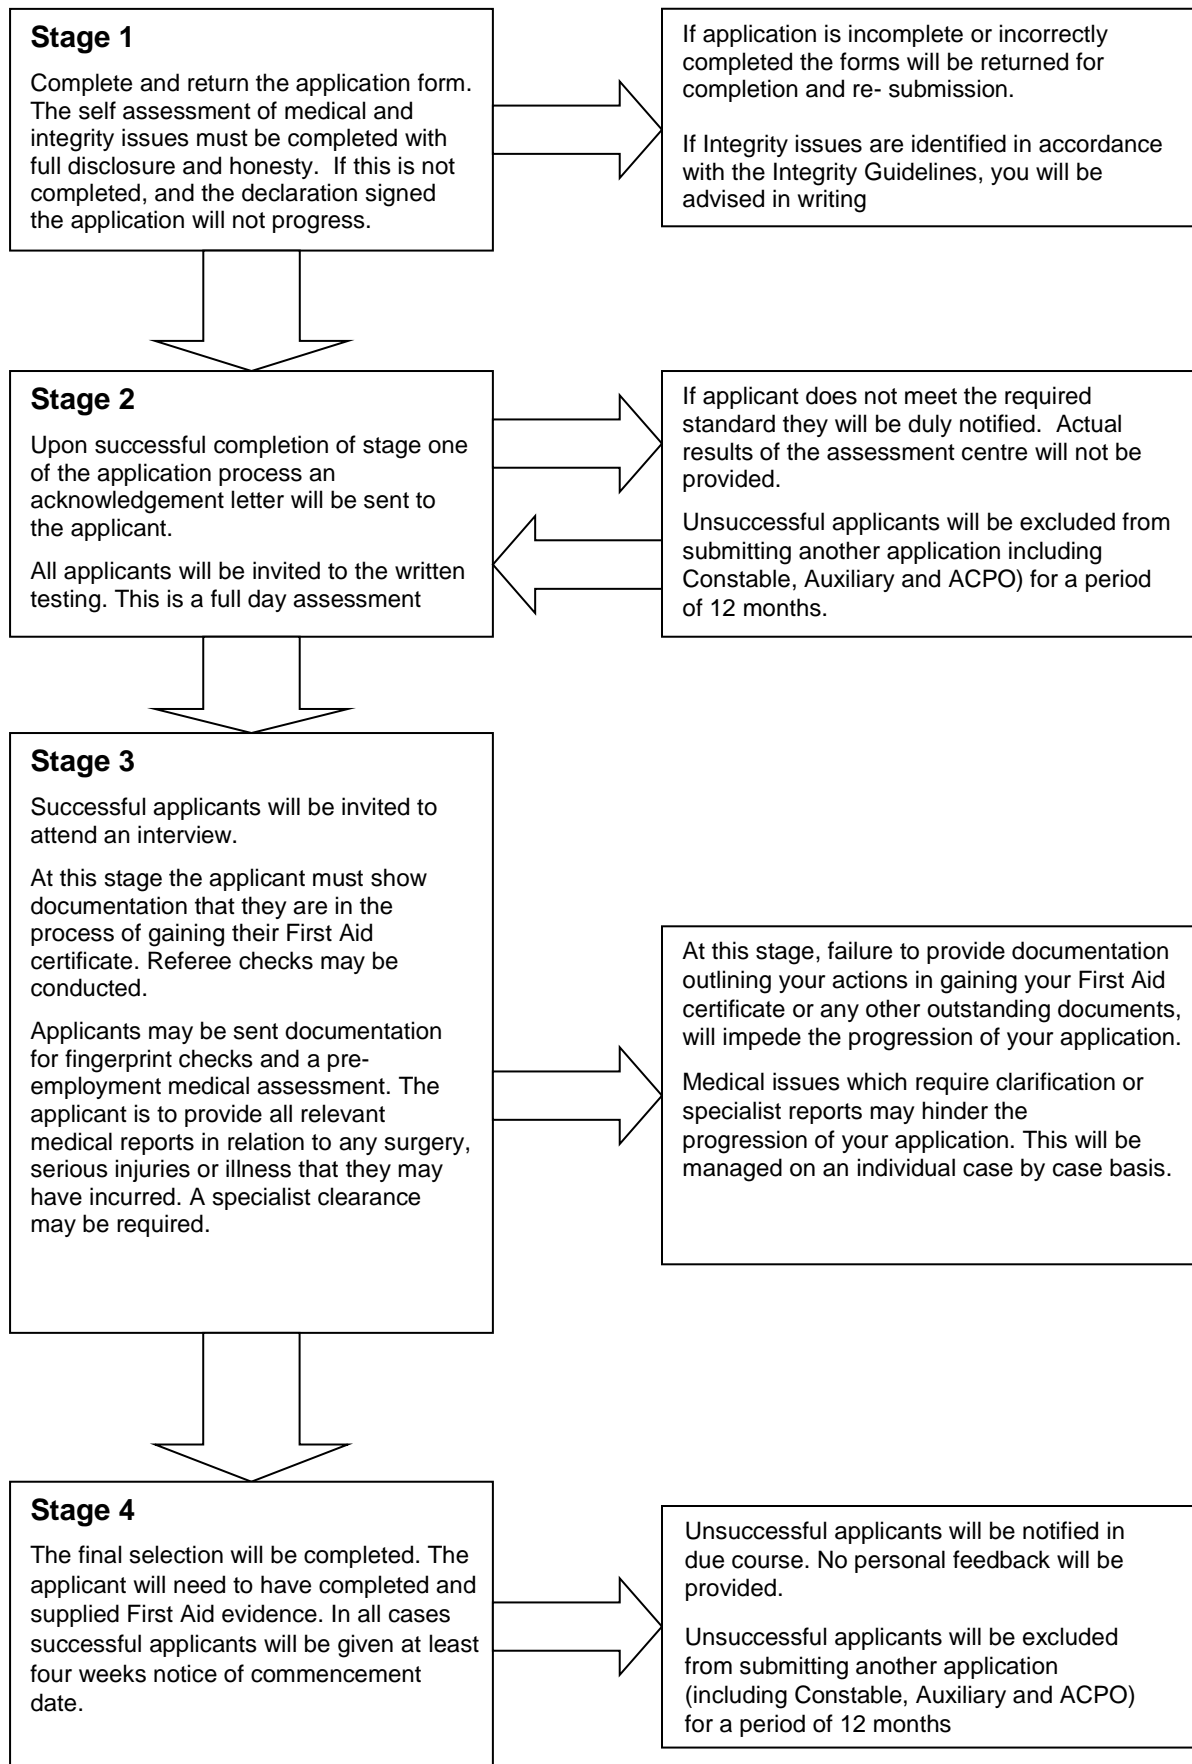 Stage 1
Complete and return the application form.
The self assessment of medical and
integrity issues must be completed with
full disclosure and honesty.  If this is not
completed, and the declaration signed
the application will not progress.
If application is incomplete or incorrectly
completed the forms will be returned for
completion and re- submission.
If Integrity issues are identified in accordance
with the Integrity Guidelines, you will be
advised in writing
Stage 2
Upon successful completion of stage one
of the application process an
acknowledgement letter will be sent to
the applicant.
All applicants will be invited to the written
testing. This is a full day assessment
If applicant does not meet the required
standard they will be duly notified.  Actual
results of the assessment centre will not be
provided.
Unsuccessful applicants will be excluded from
submitting another application including
Constable, Auxiliary and ACPO) for a period
of 12 months.
Stage 3
Successful applicants will be invited to
attend an interview.
At this stage the applicant must show
documentation that they are in the
process of gaining their First Aid
certificate. Referee checks may be
conducted.
Applicants may be sent documentation
for fingerprint checks and a pre-
employment medical assessment. The
applicant is to provide all relevant
medical reports in relation to any surgery,
serious injuries or illness that they may
have incurred. A specialist clearance
may be required.
At this stage, failure to provide documentation
outlining your actions in gaining your First Aid
certificate or any other outstanding documents,
will impede the progression of your application.
Medical issues which require clarification or
specialist reports may hinder the
progression of your application. This will be
managed on an individual case by case basis.
Stage 4
The final selection will be completed. The
applicant will need to have completed and
supplied First Aid evidence. In all cases
successful applicants will be given at least
four weeks notice of commencement
date.
Unsuccessful applicants will be notified in
due course. No personal feedback will be
provided.
Unsuccessful applicants will be excluded
from submitting another application
(including Constable, Auxiliary and ACPO)
for a period of 12 months